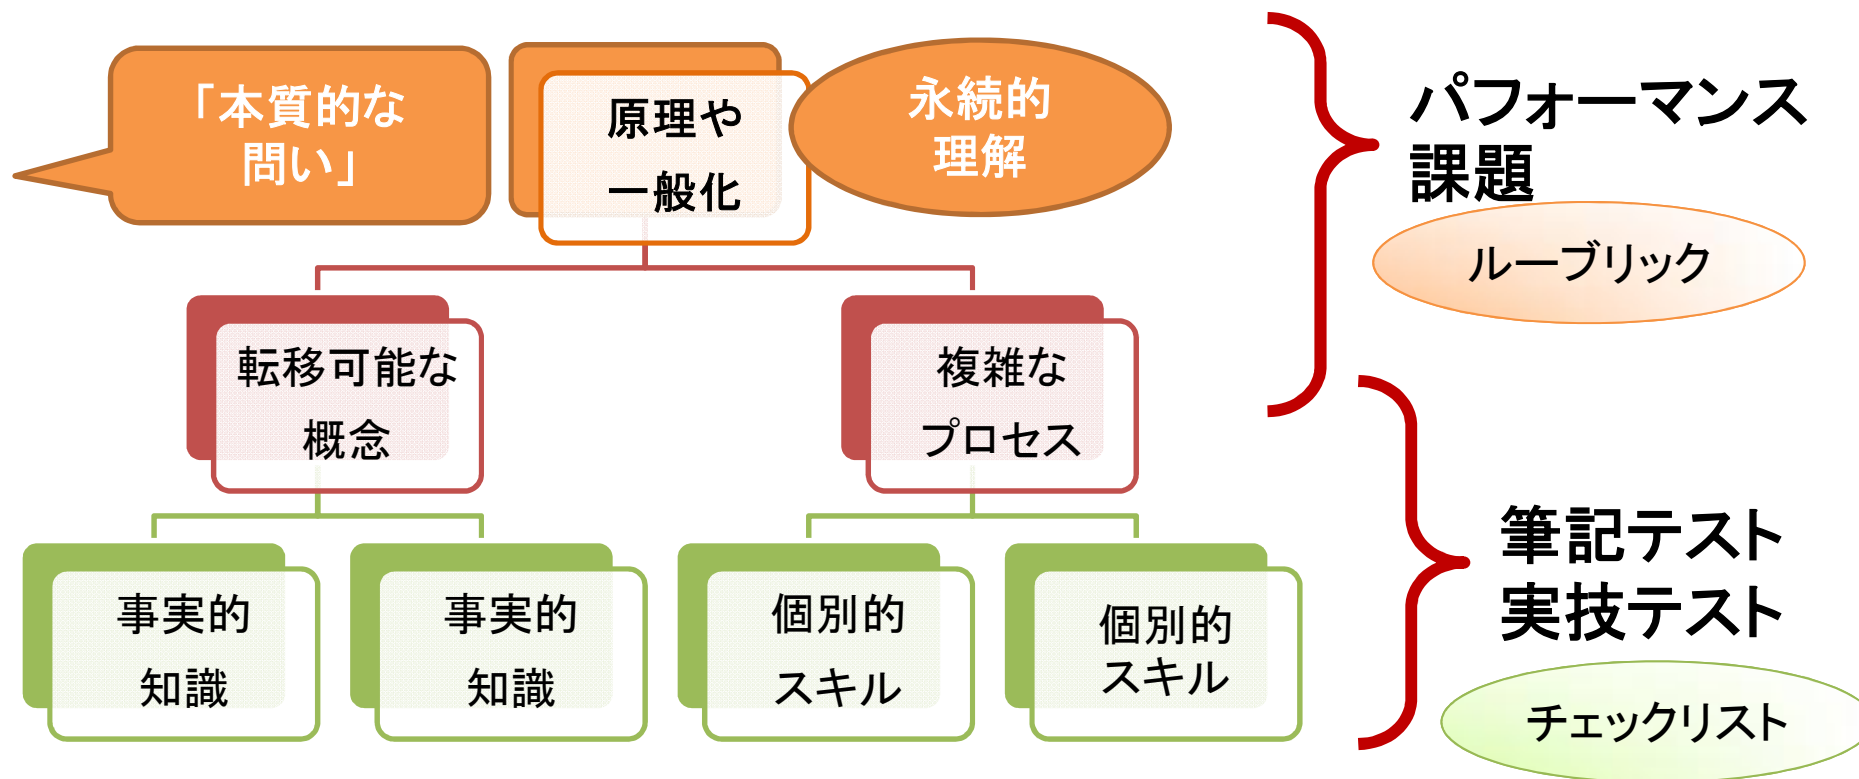 「本質的な
問い」
原理や
一般化
永続的
理解
パフォーマンス
課題
ルーブリック
転移可能な
概念
複雑な
プロセス
事実的
知識
事実的
知識
個別的
スキル
個別的
スキル
筆記テスト
実技テスト
チェックリスト